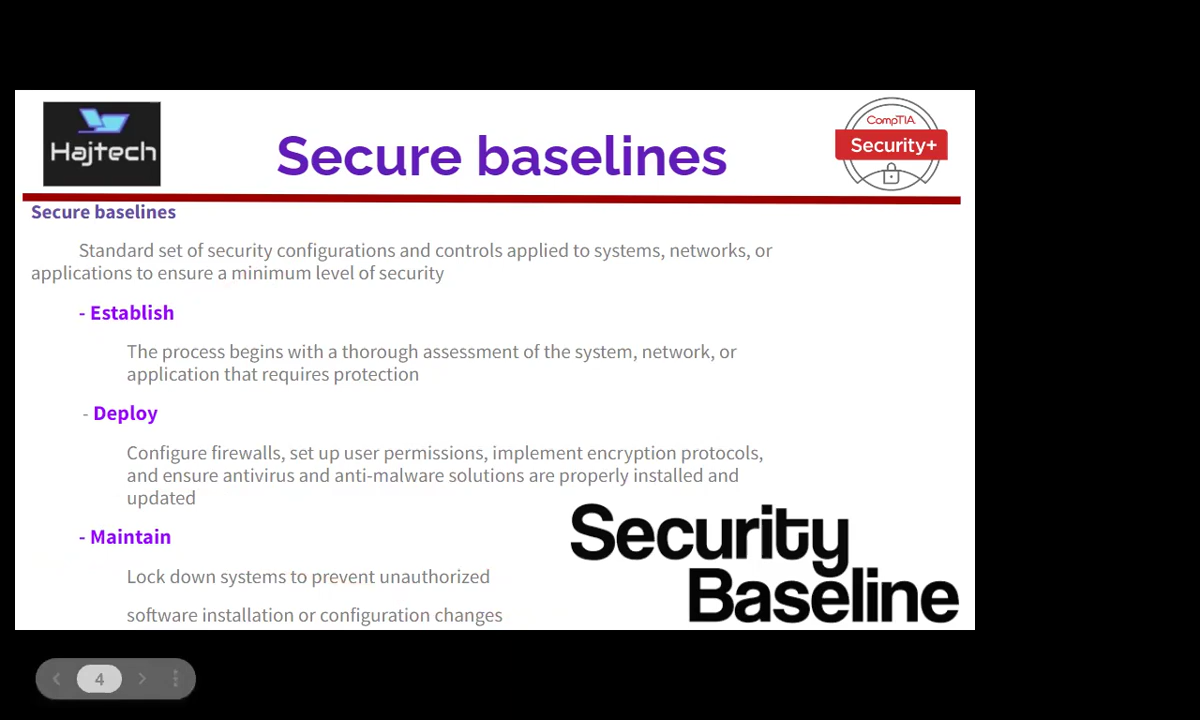 Hajtech
Secure baselines
CompTIA
Security+
Secure baselines
Standard set of security configurations and controls applied to systems, networks, or
applications to ensure a minimum level of security
- Establish
The process begins with a thorough assessment of the system, network, or
application that requires protection
- Deploy
Configure firewalls, set up user permissions, implement encryption protocols,
and ensure antivirus and anti-malware solutions are properly installed and
updated
- Maintain
Lock down systems to prevent unauthorized
software installation or configuration changes
Security
Baseline
4